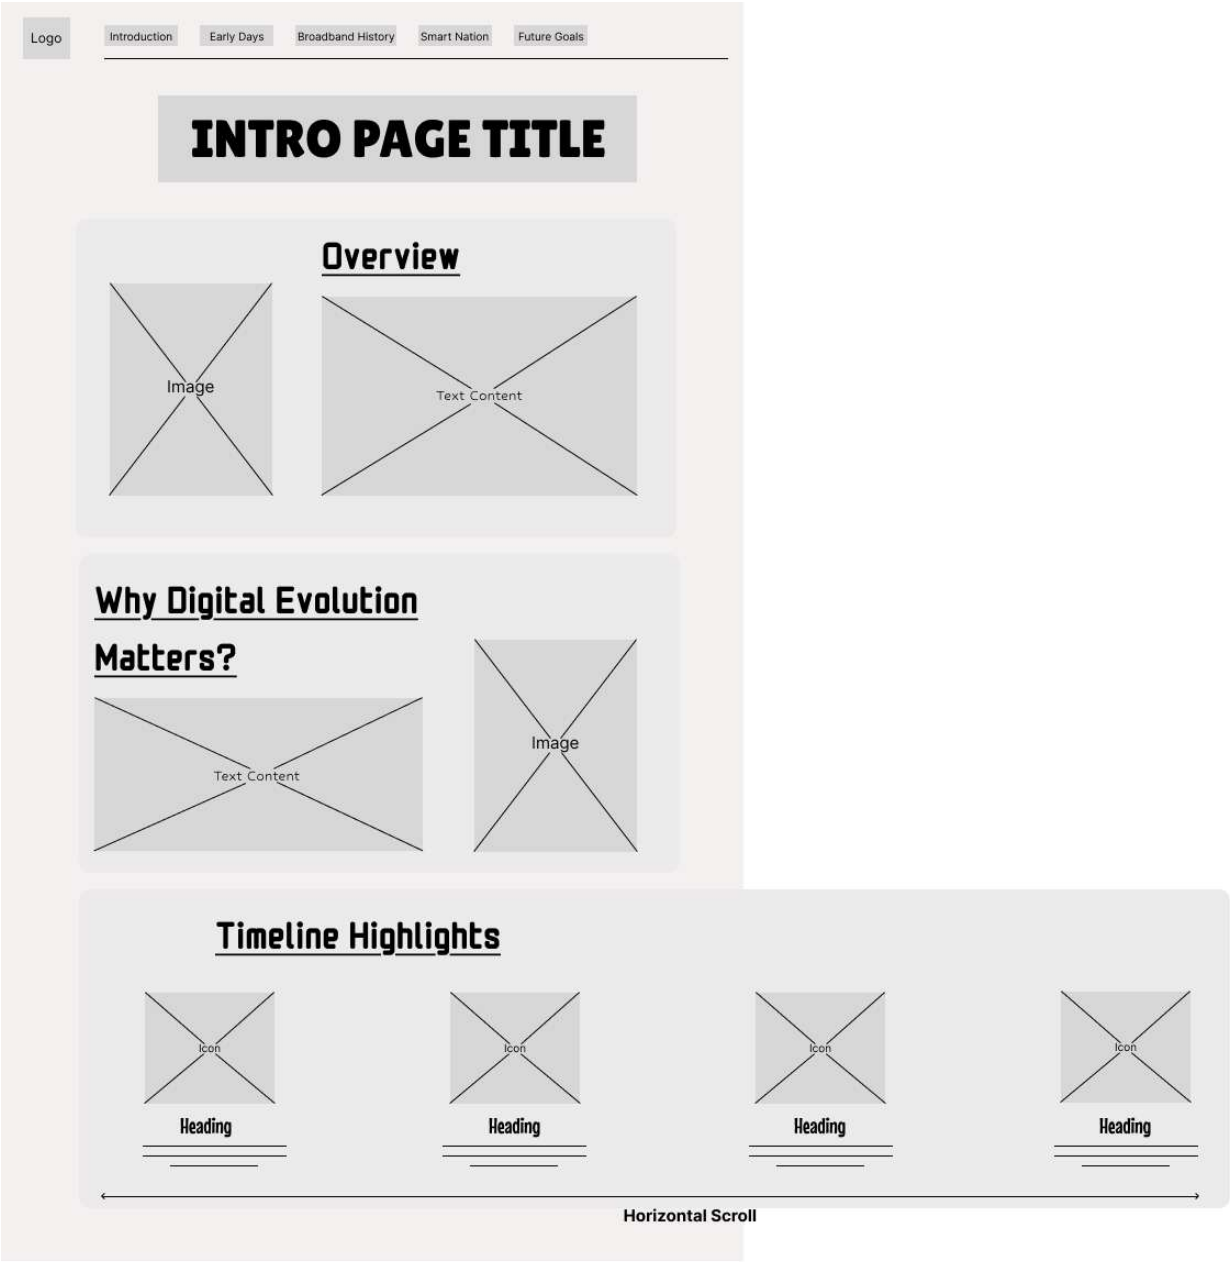 Logo
Introduction
Early Days
Broadband History
Smart Nation
Future Goals
INTRO PAGE TITLE
Overview
Image
Text Content
Why Digital Evolution
Matters?
Text Content
Image
Timeline Highlights
Icon
Icon
Icon
Icon
Heading
Heading
Heading
Heading
Horizontal Scroll